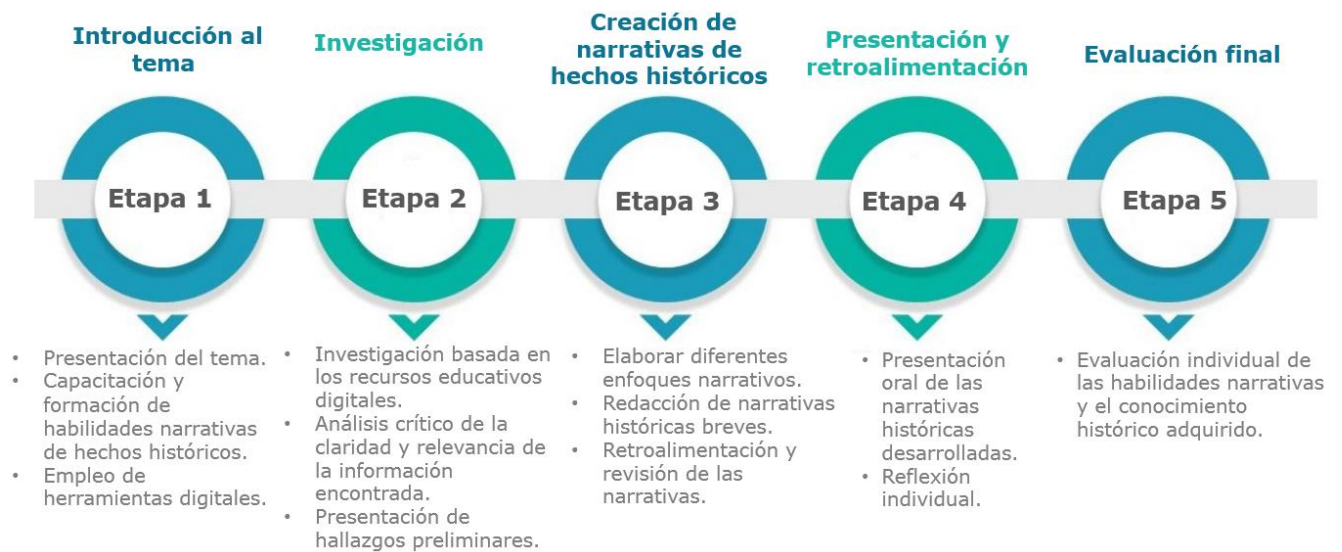 Introducción al
tema
Investigación
Creación de
narrativas de
hechos históricos
Presentación y
retroalimentación
Evaluación final
Etapa 1
Etapa 2
Etapa 3
Etapa 4
Etapa 5
• Presentación del tema.
• Capacitación y
formación de
habilidades narrativas
de hechos históricos.
• Empleo de
herramientas digitales.
• Investigación basada en
los recursos educativos
digitales.
• Análisis crítico de la
claridad y relevancia de
la información
encontrada.
• Presentación de
hallazgos preliminares.
• Elaborar diferentes
enfoques narrativos.
• Redacción de narrativas
históricas breves.
• Retroalimentación y
revisión de las
narrativas.
• Presentación
oral de las
narrativas
históricas
desarrolladas.
• Reflexión
individual.
• Evaluación individual de
las habilidades narrativas
y el conocimiento
histórico adquirido.